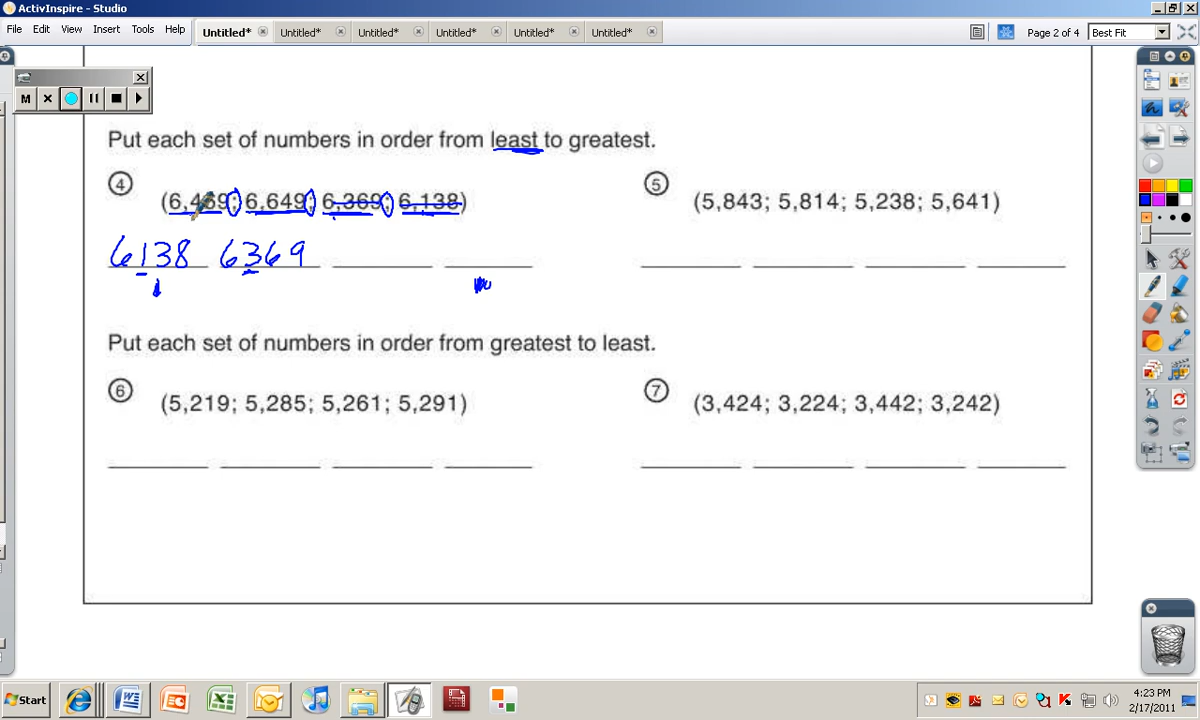 ActivInspire - Studio
File Edit View Insert Tools Help Untitled* Untitled* Untitled* Untitled* Untitled* Untitled* Page 2 of 4 Best Fit
M
Put each set of numbers in order from least to greatest.
4 (6,469; 6,649; 6,369; 6,138) 5 (5,843; 5,814; 5,238; 5,641)
6138 6369
Put each set of numbers in order from greatest to least.
6 (5,219; 5,285; 5,261; 5,291) 7 (3,424; 3,224; 3,442; 3,242)
Start 4:23 PM
2/17/2011